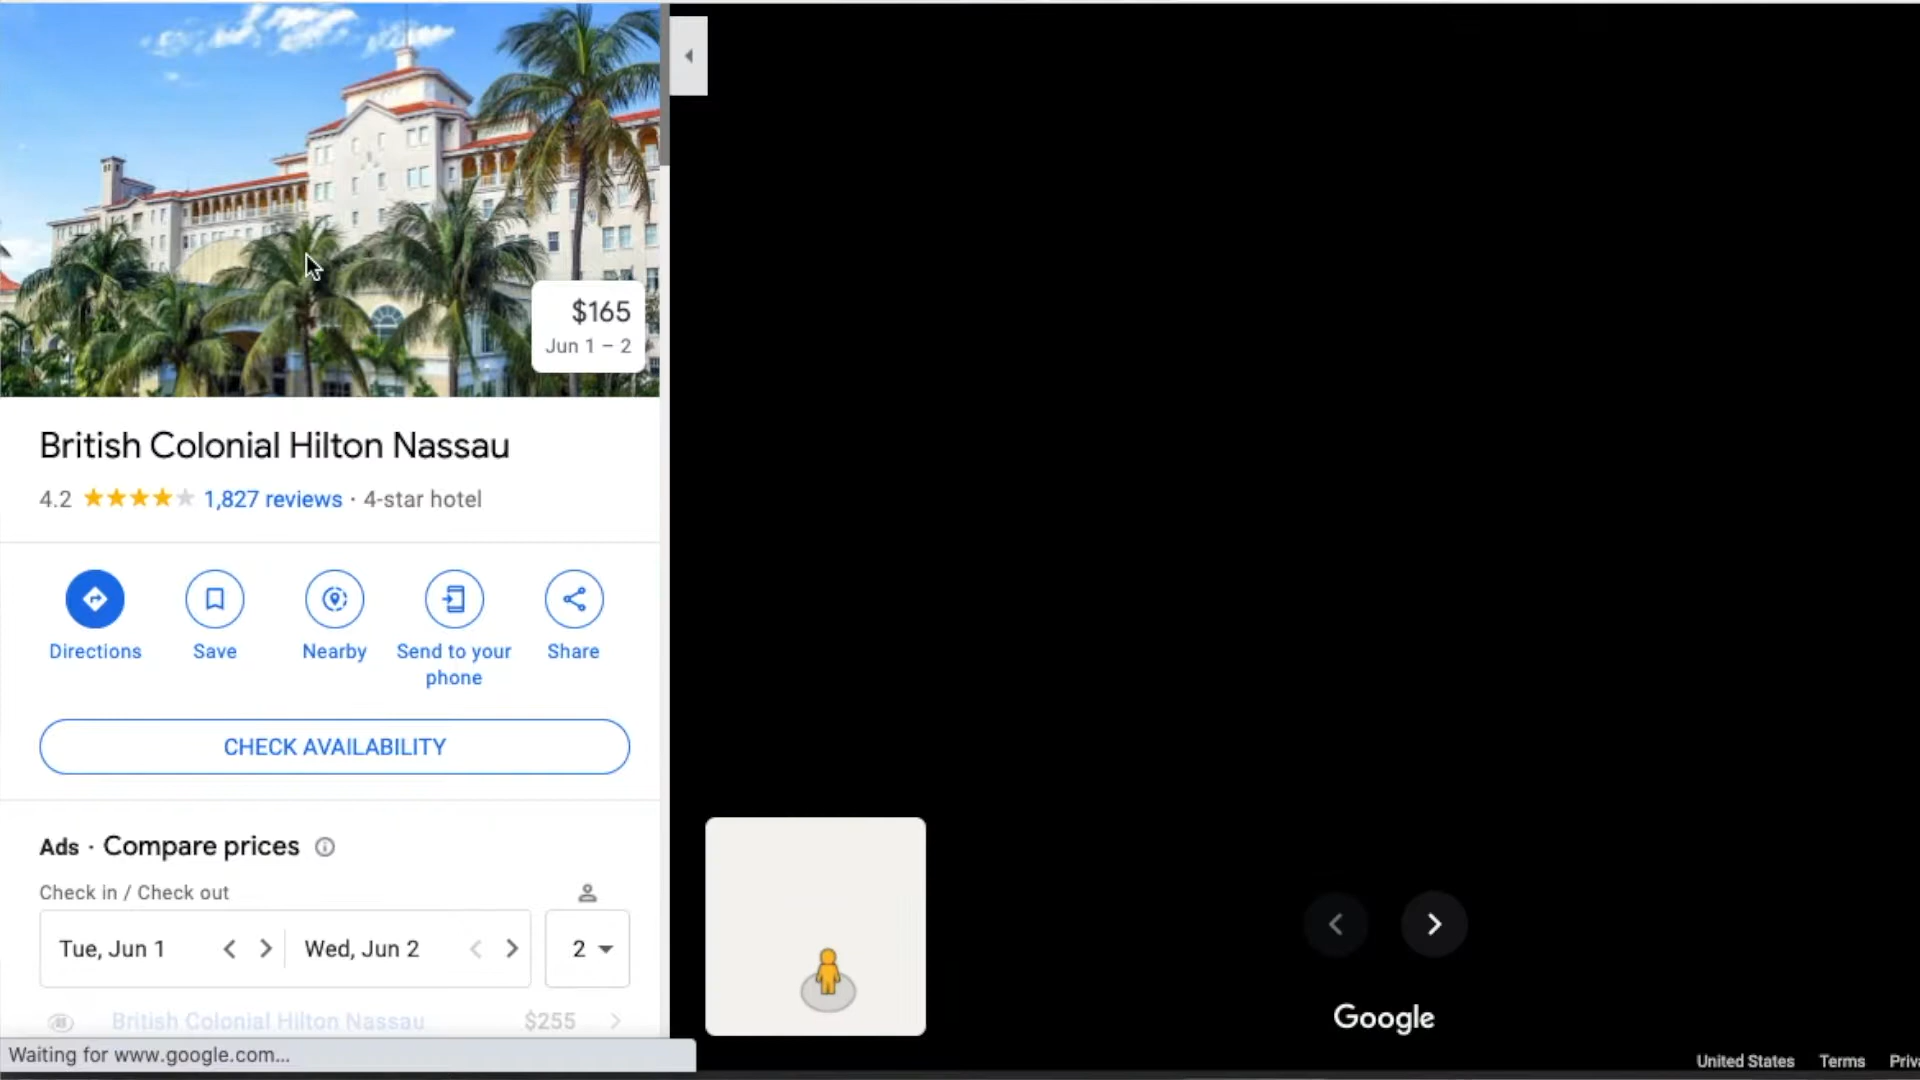 $165
Jun 1 – 2
British Colonial Hilton Nassau
4.2 1,827 reviews · 4-star hotel
Directions
Save
Nearby
Send to your
phone
Share
CHECK AVAILABILITY
Ads · Compare prices
Check in / Check out
Tue, Jun 1
Wed, Jun 2
2
British Colonial Hilton Nassau $255
Waiting for www.google.com...
Google
United States Terms Priva